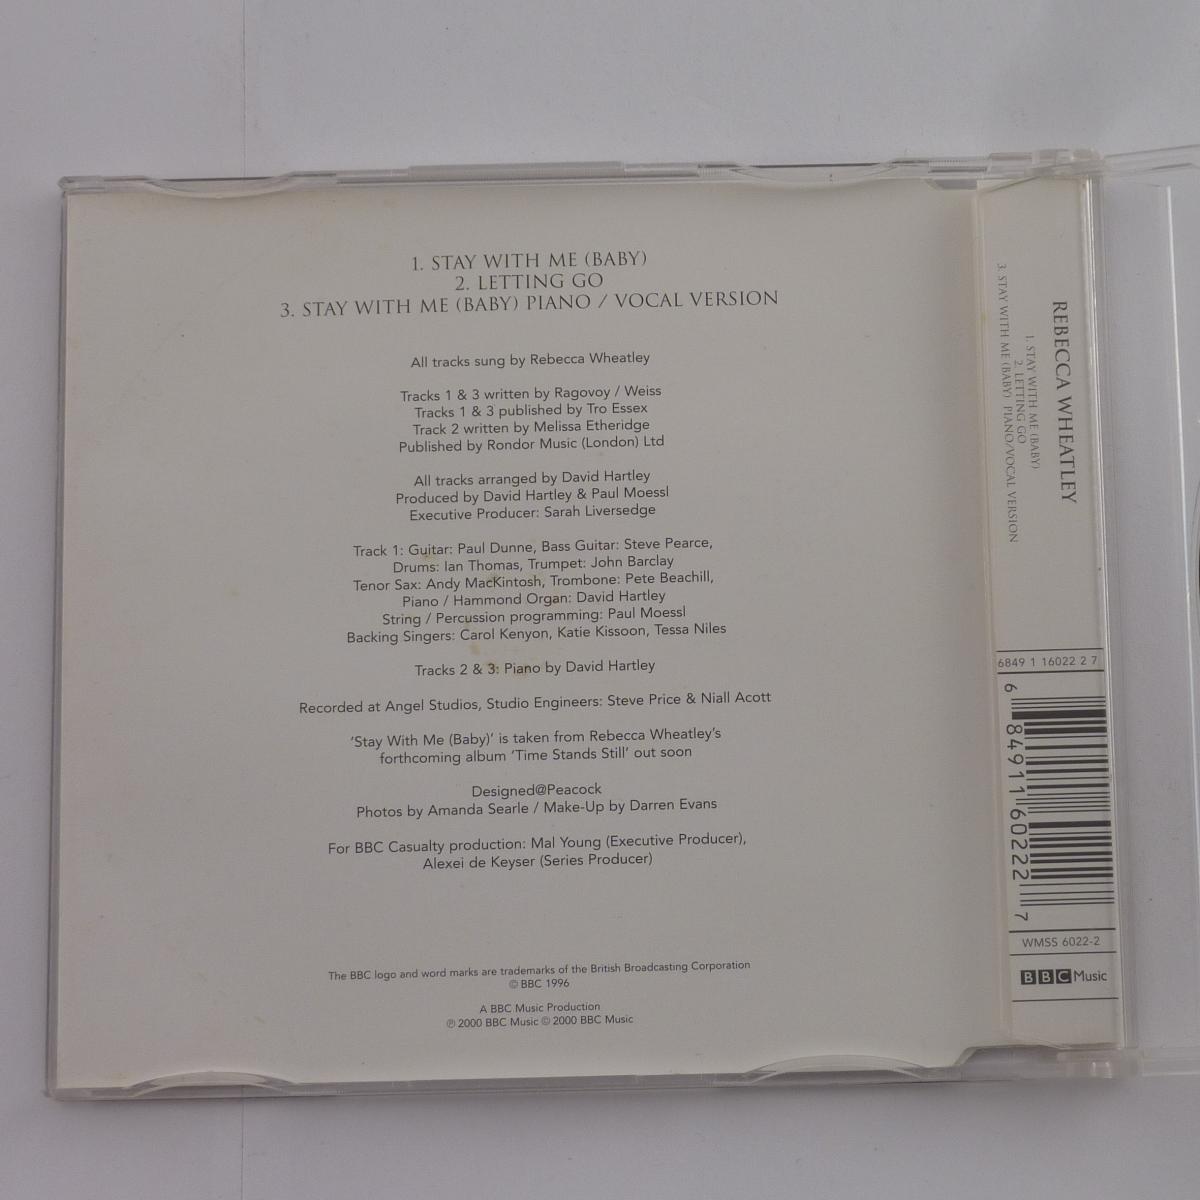 1. STAY WITH ME (BABY)
2. LETTING GO
3. STAY WITH ME (BABY) PIANO / VOCAL VERSION
All tracks sung by Rebecca Wheatley
Tracks 1 & 3 written by Ragovoy / Weiss
Tracks 1 & 3 published by Tro Essex
Track 2 written by Melissa Etheridge
Published by Rondor Music (London) Ltd
All tracks arranged by David Hartley
Produced by David Hartley & Paul Moessl
Executive Producer: Sarah Liversedge
Track 1: Guitar: Paul Dunne, Bass Guitar: Steve Pearce,
Drums: Ian Thomas, Trumpet: John Barclay
Tenor Sax: Andy MacKintosh, Trombone: Pete Beachill,
Piano / Hammond Organ: David Hartley
String / Percussion programming: Paul Moessl
Backing Singers: Carol Kenyon, Katie Kissoon, Tessa Niles
Tracks 2 & 3: Piano by David Hartley
Recorded at Angel Studios, Studio Engineers: Steve Price & Niall Acott
‘Stay With Me (Baby)’ is taken from Rebecca Wheatley’s
forthcoming album ‘Time Stands Still’ out soon
Designed@Peacock
Photos by Amanda Searle / Make-Up by Darren Evans
For BBC Casualty production: Mal Young (Executive Producer),
Alexei de Keyser (Series Producer)
The BBC logo and word marks are trademarks of the British Broadcasting Corporation
© BBC 1996
A BBC Music Production
℗ 2000 BBC Music © 2000 BBC Music
REBECCA WHEATLEY
1. STAY WITH ME (BABY)
2. LETTING GO
3. STAY WITH ME (BABY) PIANO/VOCAL VERSION
6849 1 16022 2 7
6 84911 60222 7
WMSS 6022-2
BBC Music